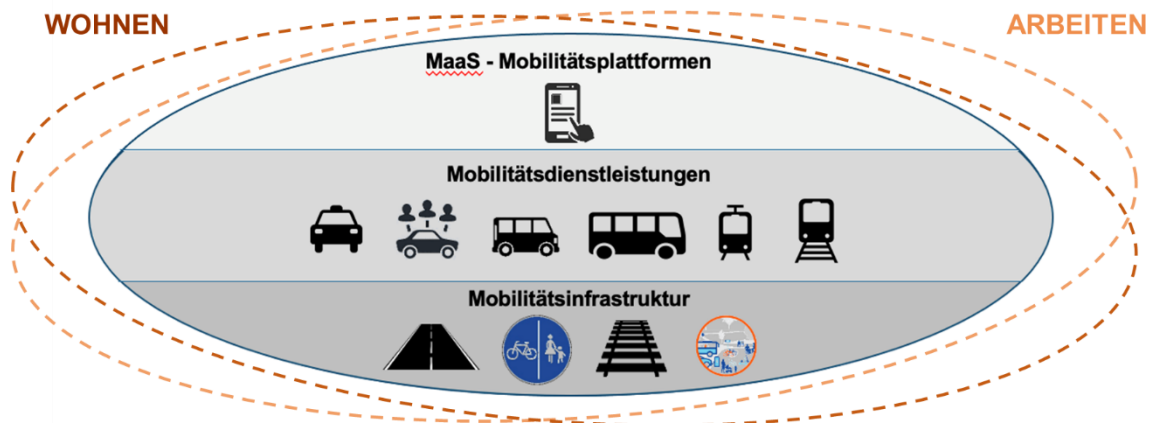 WOHNEN
ARBEITEN
MaaS - Mobilitätsplattformen
Mobilitätsdienstleistungen
Mobilitätsinfrastruktur